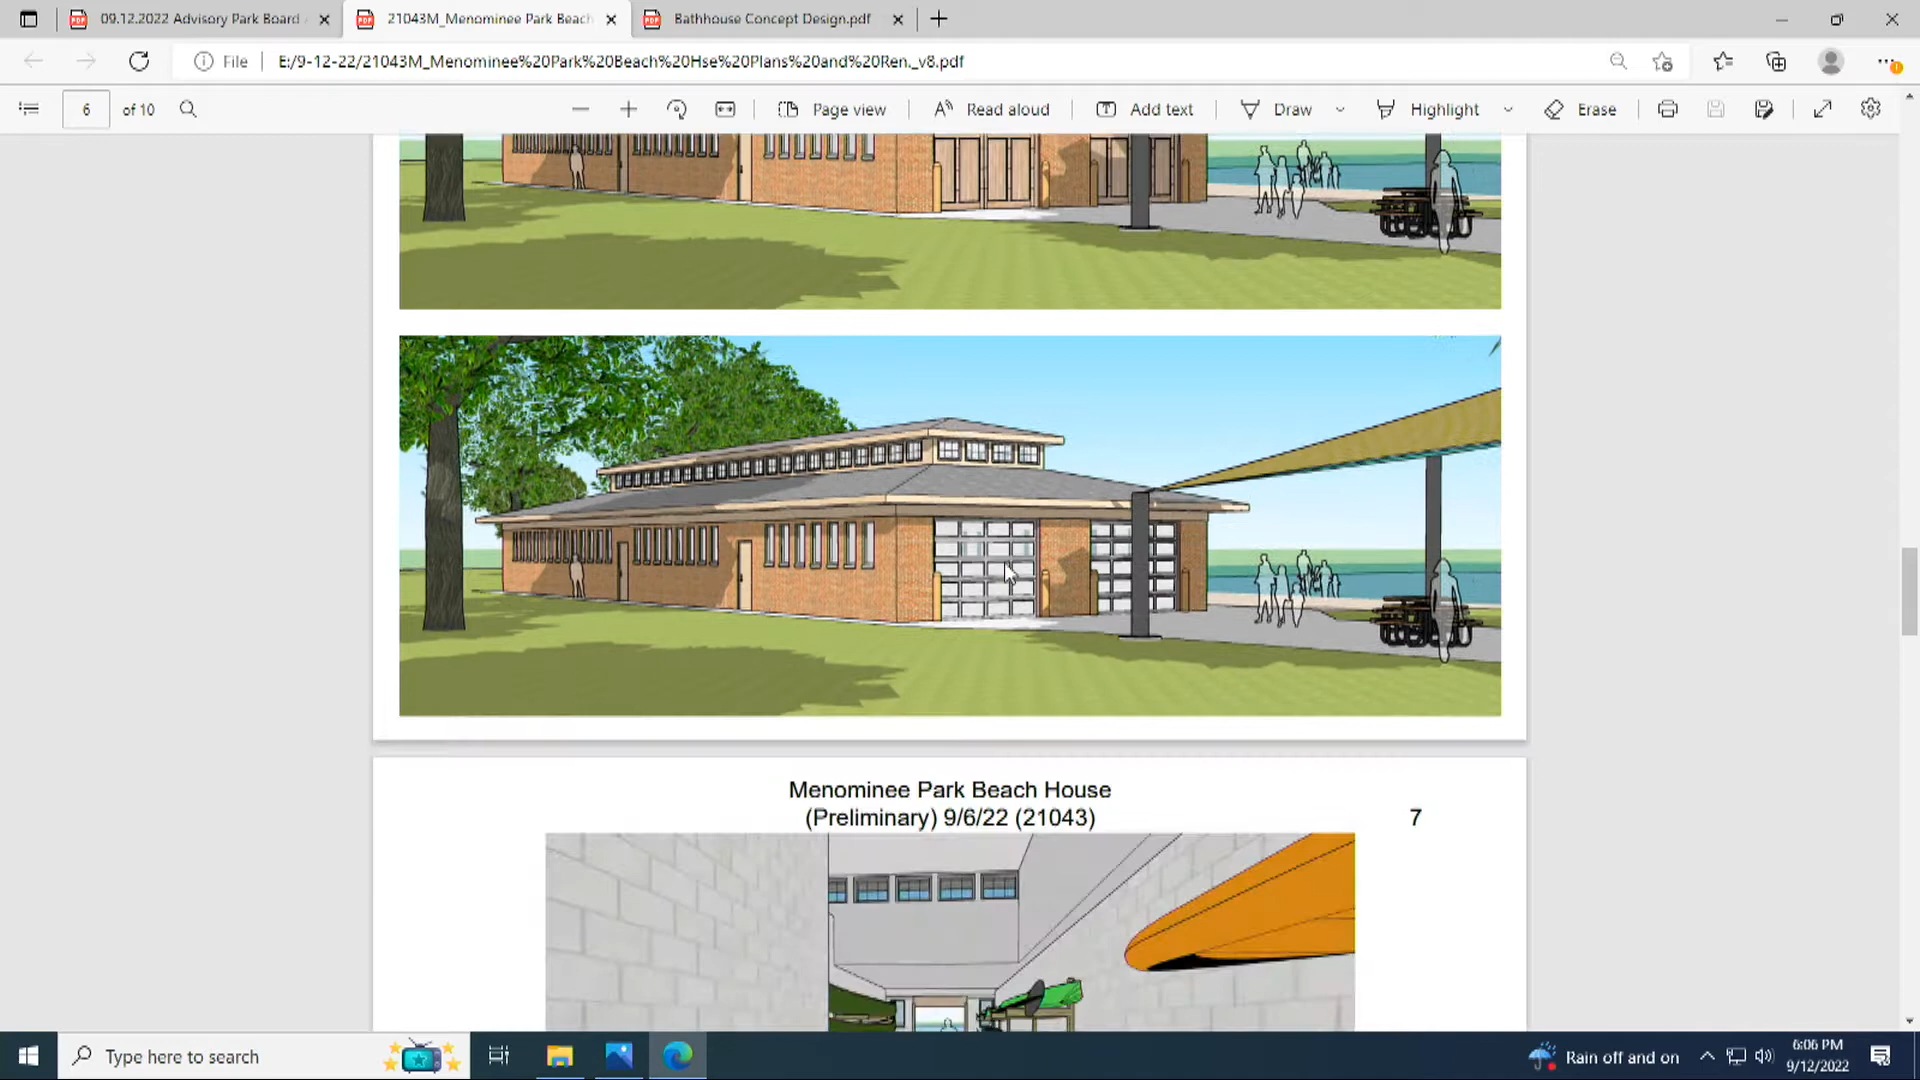 09.12.2022 Advisory Park Board
21043M_Menominee Park Beach
Bathhouse Concept Design.pdf
File
E:/9-12-22/21043M_Menominee%20Park%20Beach%20Hse%20Plans%20and%20Ren._v8.pdf
6 of 10
Page view
Read aloud
Add text
Draw
Highlight
Erase
Menominee Park Beach House
(Preliminary) 9/6/22 (21043)
7
Type here to search
Rain off and on
6:06 PM
9/12/2022